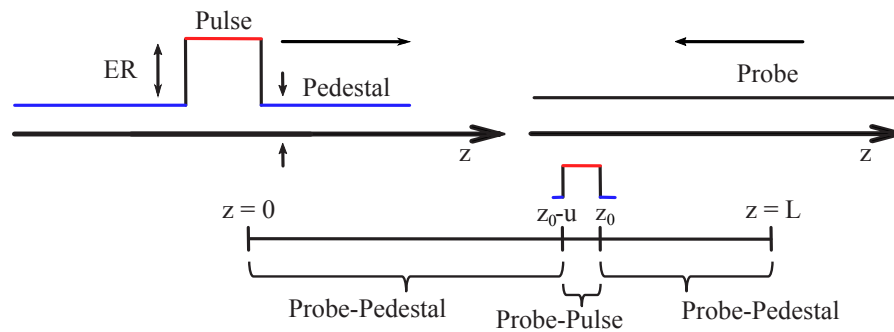 Pulse
ER
Pedestal
Probe
z
z
z = 0
z₀-u
z₀
z = L
Probe-Pedestal
Probe-Pulse
Probe-Pedestal